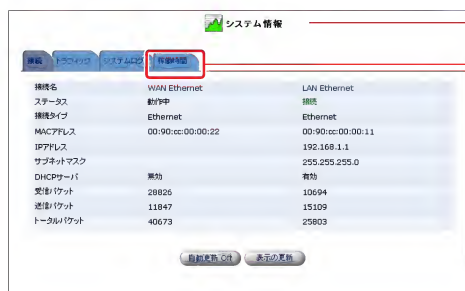 システム情報
接続 トラフィック システムログ 稼働時間
接続名 WAN Ethernet LAN Ethernet
ステータス 動作中 接続
接続タイプ Ethernet Ethernet
MACアドレス 00:90:cc:00:00:22 00:90:cc:00:00:11
IPアドレス 192.168.1.1
サブネットマスク 255.255.255.0
DHCPサーバ 無効 有効
受信パケット 28826 10694
送信パケット 11847 15109
トータルパケット 40673 25803
自動更新 Off 表示の更新